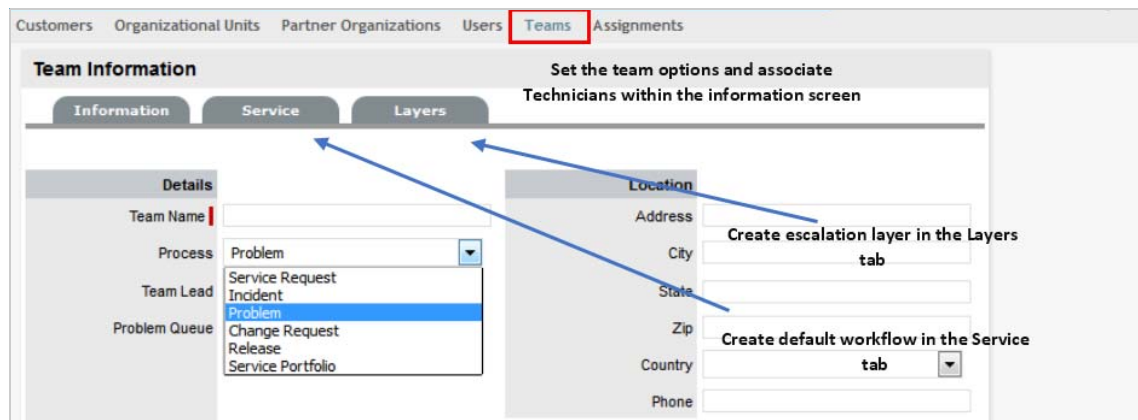 Customers Organizational Units Partner Organizations Users Teams Assignments
Team Information
Set the team options and associate
Technicians within the information screen
Information Service Layers
Details
Location
Team Name
Address
Process Problem
City
Create escalation layer in the Layers
tab
Service Request
Incident
Problem
Change Request
Release
Service Portfolio
Team Lead
State
Problem Queue
Zip
Create default workflow in the Service
tab
Country
Phone